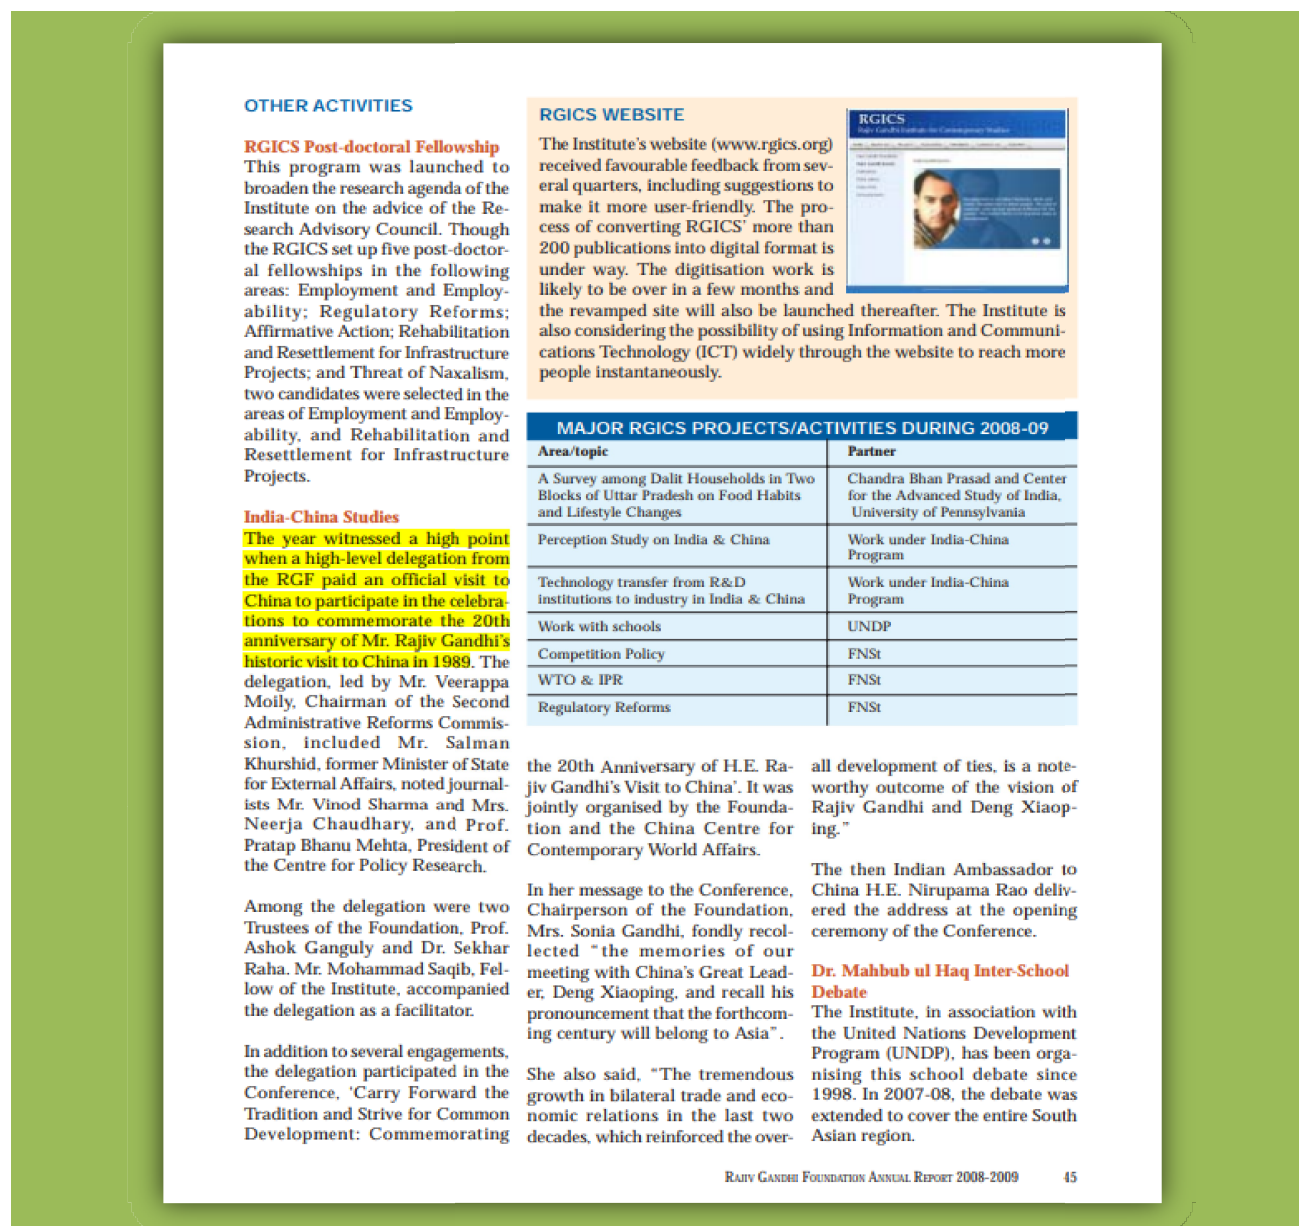 OTHER ACTIVITIES
RGICS Post-doctoral Fellowship
This program was launched to
broaden the research agenda of the
Institute on the advice of the Re-
search Advisory Council. Though
the RGICS set up five post-doctor-
al fellowships in the following
areas: Employment and Employ-
ability; Regulatory Reforms;
Affirmative Action; Rehabilitation
and Resettlement for Infrastructure
Projects; and Threat of Naxalism,
two candidates were selected in the
areas of Employment and Employ-
ability, and Rehabilitation and
Resettlement for Infrastructure
Projects.
India-China Studies
The year witnessed a high point
when a high-level delegation from
the RGF paid an official visit to
China to participate in the celebra-
tions to commemorate the 20th
anniversary of Mr. Rajiv Gandhi's
historic visit to China in 1989. The
delegation, led by Mr. Veerappa
Moily, Chairman of the Second
Administrative Reforms Commis-
sion, included Mr. Salman
Khurshid, former Minister of State
for External Affairs, noted journal-
ists Mr. Vinod Sharma and Mrs.
Neerja Chaudhary, and Prof.
Pratap Bhanu Mehta, President of
the Centre for Policy Research.
Among the delegation were two
Trustees of the Foundation, Prof.
Ashok Ganguly and Dr. Sekhar
Raha. Mr. Mohammad Saqib, Fel-
low of the Institute, accompanied
the delegation as a facilitator.
In addition to several engagements,
the delegation participated in the
Conference, 'Carry Forward the
Tradition and Strive for Common
Development: Commemorating
RGICS WEBSITE
The Institute's website (www.rgics.org)
received favourable feedback from sev-
eral quarters, including suggestions to
make it more user-friendly. The pro-
cess of converting RGICS' more than
200 publications into digital format is
under way. The digitisation work is
likely to be over in a few months and
the revamped site will also be launched thereafter. The Institute is
also considering the possibility of using Information and Communi-
cations Technology (ICT) widely through the website to reach more
people instantaneously.
RGICS
Rajiv Gandhi Institute for Contemporary Studies
MAJOR RGICS PROJECTS/ACTIVITIES DURING 2008-09
Area/topic Partner
A Survey among Dalit Households in Two Chandra Bhan Prasad and Center
Blocks of Uttar Pradesh on Food Habits for the Advanced Study of India,
and Lifestyle Changes University of Pennsylvania
Perception Study on India & China Work under India-China
Program
Technology transfer from R&D Work under India-China
institutions to industry in India & China Program
Work with schools UNDP
Competition Policy FNSt
WTO & IPR FNSt
Regulatory Reforms FNSt
the 20th Anniversary of H.E. Ra-
jiv Gandhi's Visit to China'. It was
jointly organised by the Founda-
tion and the China Centre for
Contemporary World Affairs.
In her message to the Conference,
Chairperson of the Foundation,
Mrs. Sonia Gandhi, fondly recol-
lected "the memories of our
meeting with China's Great Lead-
er, Deng Xiaoping, and recall his
pronouncement that the forthcom-
ing century will belong to Asia".
She also said, "The tremendous
growth in bilateral trade and eco-
nomic relations in the last two
decades, which reinforced the over-
all development of ties, is a note-
worthy outcome of the vision of
Rajiv Gandhi and Deng Xiaop-
ing."
The then Indian Ambassador to
China H.E. Nirupama Rao deliv-
ered the address at the opening
ceremony of the Conference.
Dr. Mahbub ul Haq Inter-School
Debate
The Institute, in association with
the United Nations Development
Program (UNDP), has been orga-
nising this school debate since
1998. In 2007-08, the debate was
extended to cover the entire South
Asian region.
RAJIV GANDHI FOUNDATION ANNUAL REPORT 2008-2009 45